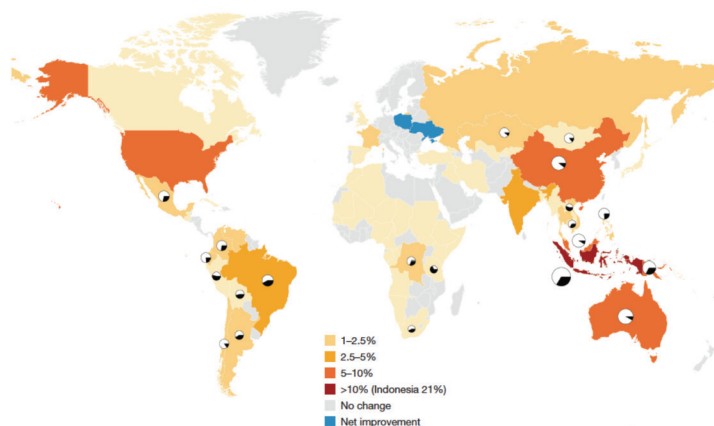 1–2.5%
2.5–5%
5–10%
>10% (Indonesia 21%)
No change
Net improvement